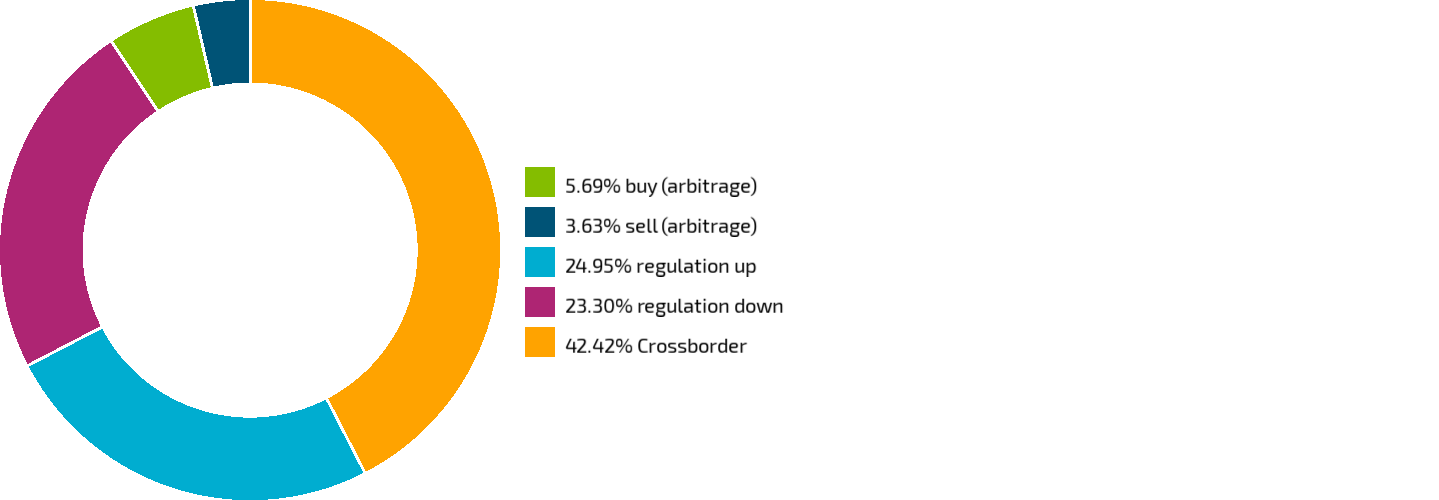 5.69% buy (arbitrage)
3.63% sell (arbitrage)
24.95% regulation up
23.30% regulation down
42.42% Crossborder